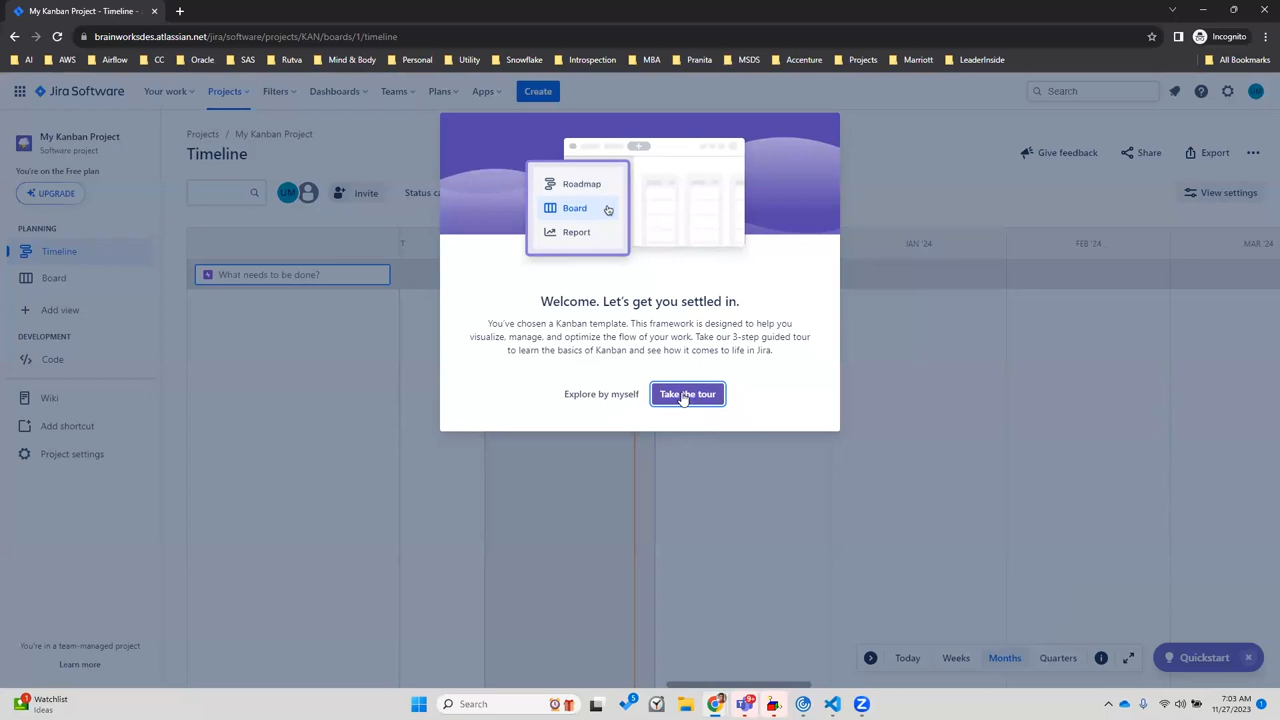 My Kanban Project - Timeline -
brainworksdes.atlassian.net/jira/software/projects/KAN/boards/1/timeline
Incognito
AI AWS Airflow CC Oracle SAS Rutva Mind & Body Personal Utility Snowflake Introspection MBA Pranita MSDS Accenture Projects Marriott LeaderInside All Bookmarks
Jira Software Your work Projects Filters Dashboards Teams Plans Apps Create Search UM
My Kanban Project
Software project
You're on the Free plan
UPGRADE
Projects / My Kanban Project
Timeline
Give feedback Share Export
UM Invite Status ca View settings
PLANNING
Timeline
Board
Add view
DEVELOPMENT
Code
Wiki
Add shortcut
Project settings
T JAN '24 FEB '24 MAR '24
What needs to be done?
Roadmap
Board
Report
Welcome. Let's get you settled in.
You've chosen a Kanban template. This framework is designed to help you
visualize, manage, and optimize the flow of your work. Take our 3-step guided tour
to learn the basics of Kanban and see how it comes to life in Jira.
Explore by myself Take the tour
You're in a team-managed project
Learn more
Today Weeks Months Quarters Quickstart
1 Watchlist
Ideas
Search
5
9+
7:03 AM
11/27/2023
1